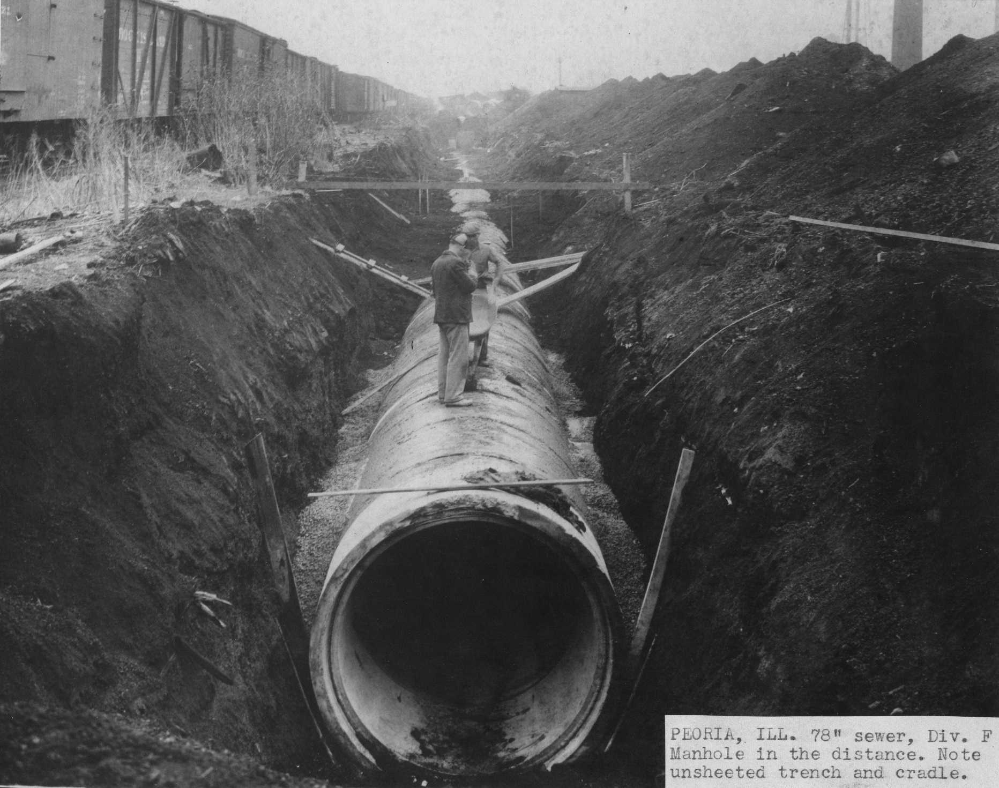 PEORIA, ILL. 78" sewer, Div. F
Manhole in the distance. Note
unsheeted trench and cradle.